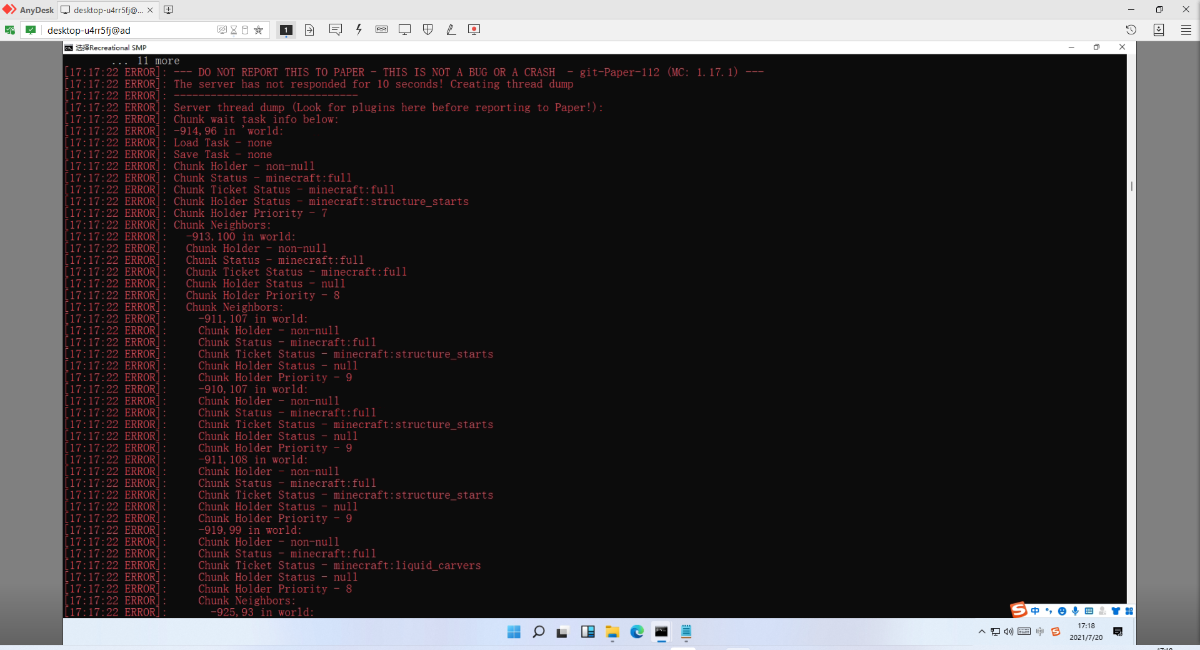 AnyDesk desktop-u4rr5fj@...
desktop-u4rr5fj@ad
1
选择Recreational SMP
... 11 more
[17:17:22 ERROR]: --- DO NOT REPORT THIS TO PAPER - THIS IS NOT A BUG OR A CRASH  - git-Paper-112 (MC: 1.17.1) ---
[17:17:22 ERROR]: The server has not responded for 10 seconds! Creating thread dump
[17:17:22 ERROR]: ------------------------------
[17:17:22 ERROR]: Server thread dump (Look for plugins here before reporting to Paper!):
[17:17:22 ERROR]: Chunk wait task info below:
[17:17:22 ERROR]: -914,96 in 'world:
[17:17:22 ERROR]: Load Task - none
[17:17:22 ERROR]: Save Task - none
[17:17:22 ERROR]: Chunk Holder - non-null
[17:17:22 ERROR]: Chunk Status - minecraft:full
[17:17:22 ERROR]: Chunk Ticket Status - minecraft:full
[17:17:22 ERROR]: Chunk Holder Status - minecraft:structure_starts
[17:17:22 ERROR]: Chunk Holder Priority - 7
[17:17:22 ERROR]: Chunk Neighbors:
[17:17:22 ERROR]:   -913,100 in world:
[17:17:22 ERROR]:   Chunk Holder - non-null
[17:17:22 ERROR]:   Chunk Status - minecraft:full
[17:17:22 ERROR]:   Chunk Ticket Status - minecraft:full
[17:17:22 ERROR]:   Chunk Holder Status - null
[17:17:22 ERROR]:   Chunk Holder Priority - 8
[17:17:22 ERROR]:   Chunk Neighbors:
[17:17:22 ERROR]:     -911,107 in world:
[17:17:22 ERROR]:     Chunk Holder - non-null
[17:17:22 ERROR]:     Chunk Status - minecraft:full
[17:17:22 ERROR]:     Chunk Ticket Status - minecraft:structure_starts
[17:17:22 ERROR]:     Chunk Holder Status - null
[17:17:22 ERROR]:     Chunk Holder Priority - 9
[17:17:22 ERROR]:     -910,107 in world:
[17:17:22 ERROR]:     Chunk Holder - non-null
[17:17:22 ERROR]:     Chunk Status - minecraft:full
[17:17:22 ERROR]:     Chunk Ticket Status - minecraft:structure_starts
[17:17:22 ERROR]:     Chunk Holder Status - null
[17:17:22 ERROR]:     Chunk Holder Priority - 9
[17:17:22 ERROR]:     -911,108 in world:
[17:17:22 ERROR]:     Chunk Holder - non-null
[17:17:22 ERROR]:     Chunk Status - minecraft:full
[17:17:22 ERROR]:     Chunk Ticket Status - minecraft:structure_starts
[17:17:22 ERROR]:     Chunk Holder Status - null
[17:17:22 ERROR]:     Chunk Holder Priority - 9
[17:17:22 ERROR]:     -919,99 in world:
[17:17:22 ERROR]:     Chunk Holder - non-null
[17:17:22 ERROR]:     Chunk Status - minecraft:full
[17:17:22 ERROR]:     Chunk Ticket Status - minecraft:liquid_carvers
[17:17:22 ERROR]:     Chunk Holder Status - null
[17:17:22 ERROR]:     Chunk Holder Priority - 8
[17:17:22 ERROR]:     Chunk Neighbors:
[17:17:22 ERROR]:       -925,93 in world:
中
17:18
2021/7/20